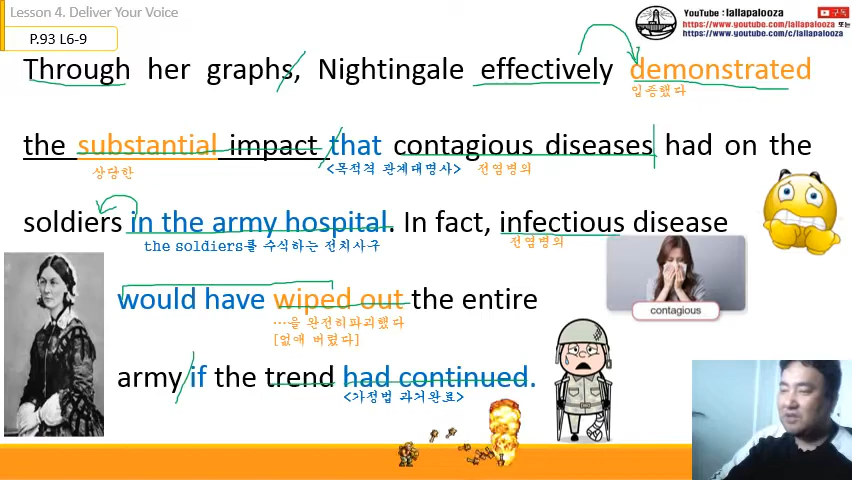 Lesson 4. Deliver Your Voice
P.93 L6-9
YouTube : lallapalooza
구독
https://www.youtube.com/lallapalooza 또는
https://www.youtube.com/c/lallapalooza
Through her graphs, Nightingale effectively demonstrated
입증했다
the substantial impact that contagious diseases had on the
상당한 <목적격 관계대명사> 전염병의
soldiers in the army hospital. In fact, infectious disease
the soldiers를 수식하는 전치사구 전염병의
would have wiped out the entire
...을 완전히파괴했다
[없애 버렸다]
contagious
army if the trend had continued.
<가정법 과거완료>